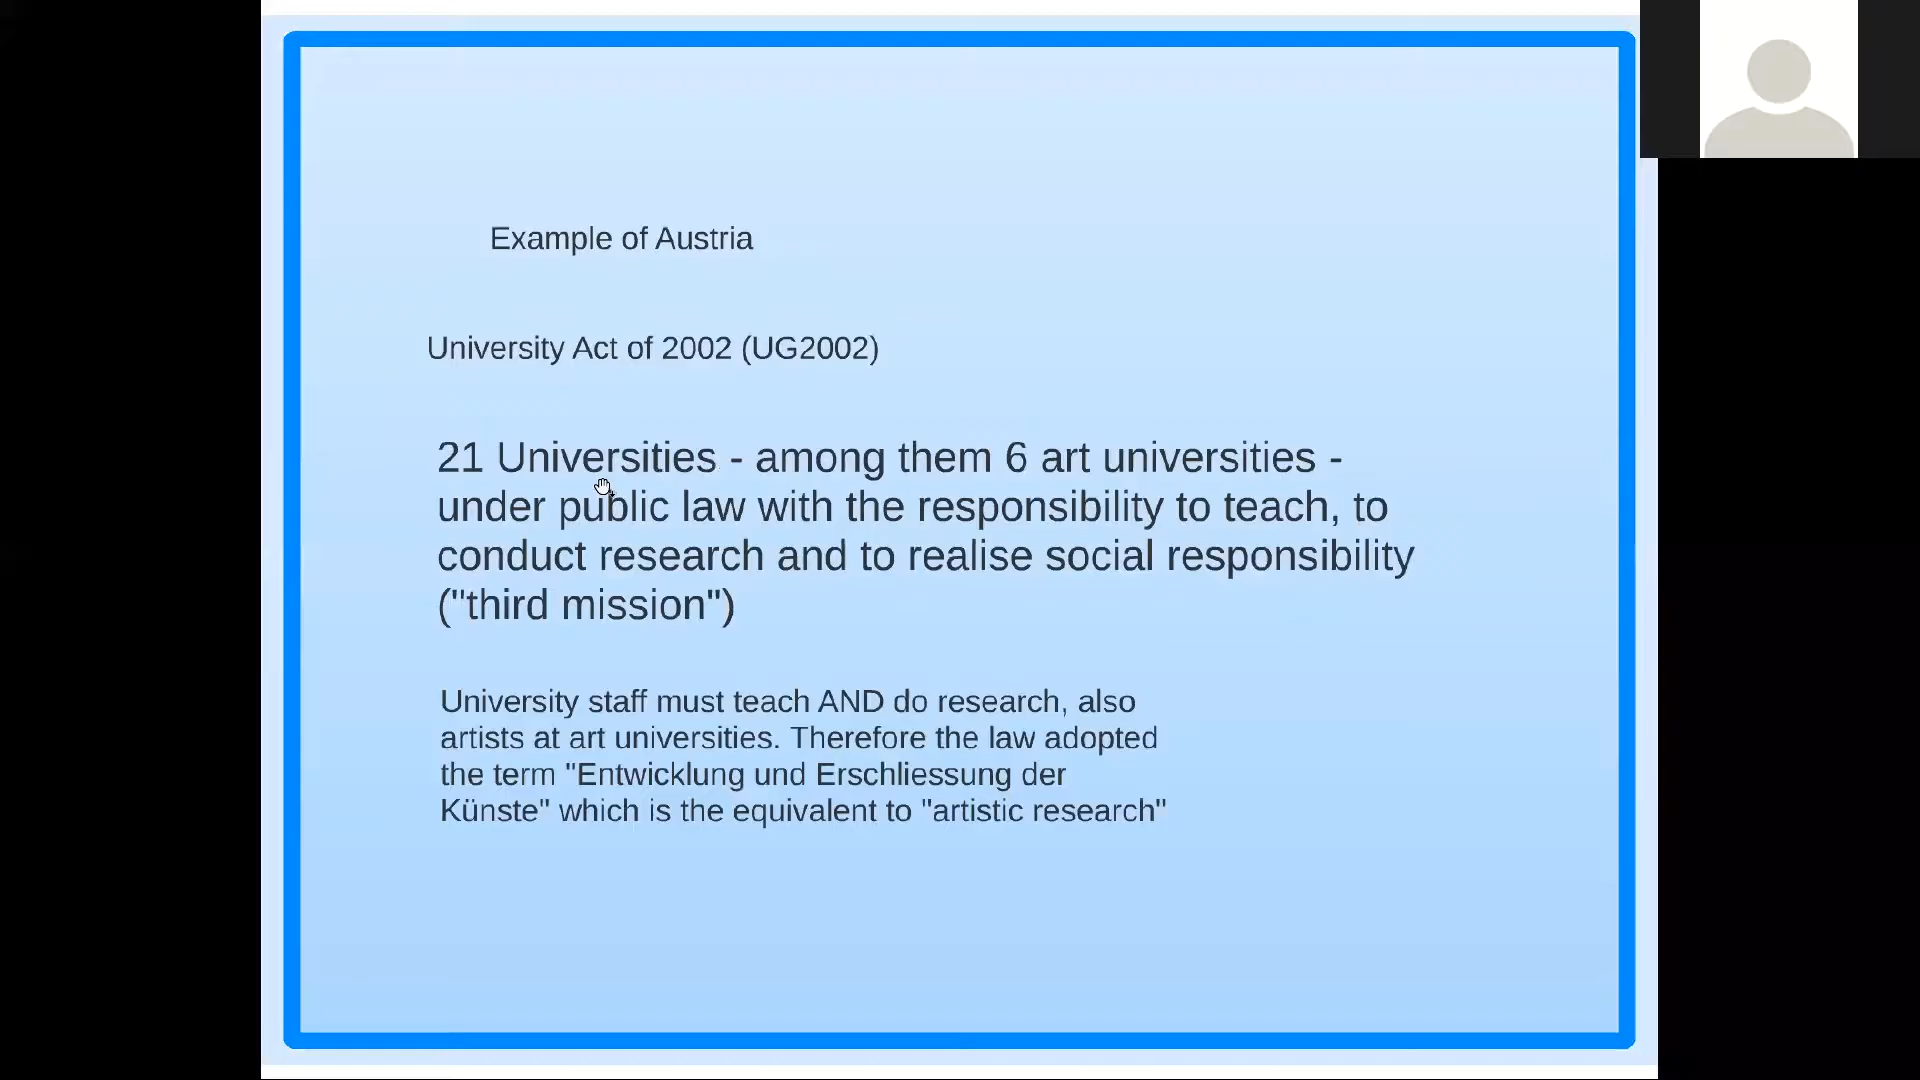 Example of Austria
University Act of 2002 (UG2002)
21 Universities - among them 6 art universities -
under public law with the responsibility to teach, to
conduct research and to realise social responsibility
("third mission")
University staff must teach AND do research, also
artists at art universities. Therefore the law adopted
the term "Entwicklung und Erschliessung der
Künste" which is the equivalent to "artistic research"